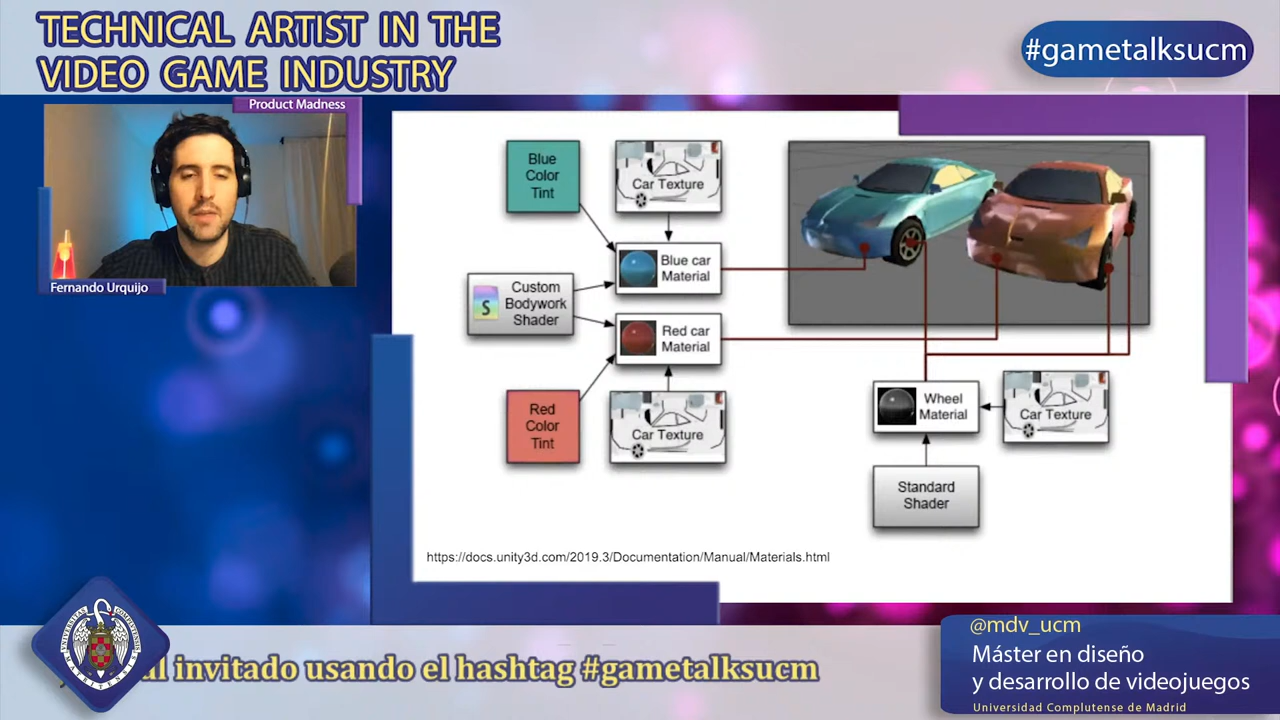 TECHNICAL ARTIST IN THE
VIDEO GAME INDUSTRY
#gametalksucm
Product Madness
Fernando Urquijo
Blue
Color
Tint
Car Texture
Blue car
Material
Custom
Bodywork
Shader
S
Red car
Material
Red
Color
Tint
Car Texture
Wheel
Material
Car Texture
Standard
Shader
https://docs.unity3d.com/2019.3/Documentation/Manual/Materials.html
al invitado usando el hashtag #gametalksucm
@mdv_ucm
Máster en diseño
y desarrollo de videojuegos
Universidad Complutense de Madrid